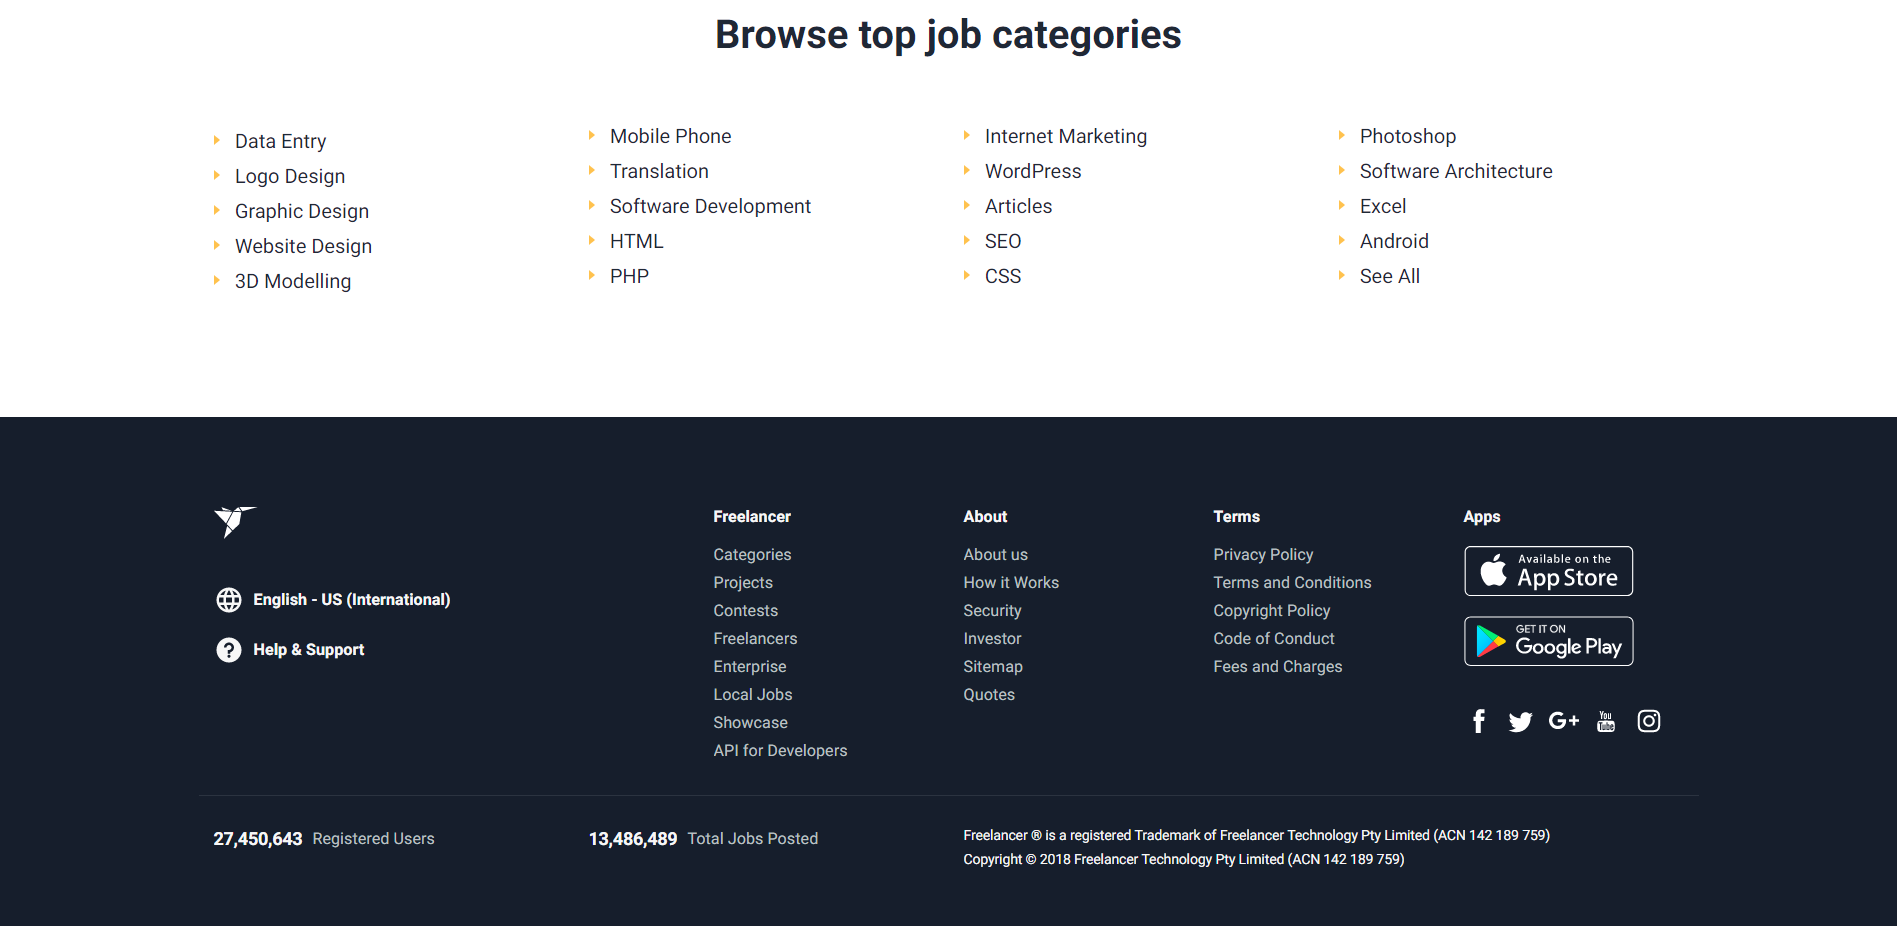 Browse top job categories
Data Entry
Logo Design
Graphic Design
Website Design
3D Modelling
Mobile Phone
Translation
Software Development
HTML
PHP
Internet Marketing
WordPress
Articles
SEO
CSS
Photoshop
Software Architecture
Excel
Android
See All
English - US (International)
Help & Support
Freelancer
Categories
Projects
Contests
Freelancers
Enterprise
Local Jobs
Showcase
API for Developers
About
About us
How it Works
Security
Investor
Sitemap
Quotes
Terms
Privacy Policy
Terms and Conditions
Copyright Policy
Code of Conduct
Fees and Charges
Apps
Available on the
App Store
GET IT ON
Google Play
G+
You
Tube
27,450,643 Registered Users
13,486,489 Total Jobs Posted
Freelancer ® is a registered Trademark of Freelancer Technology Pty Limited (ACN 142 189 759)
Copyright © 2018 Freelancer Technology Pty Limited (ACN 142 189 759)